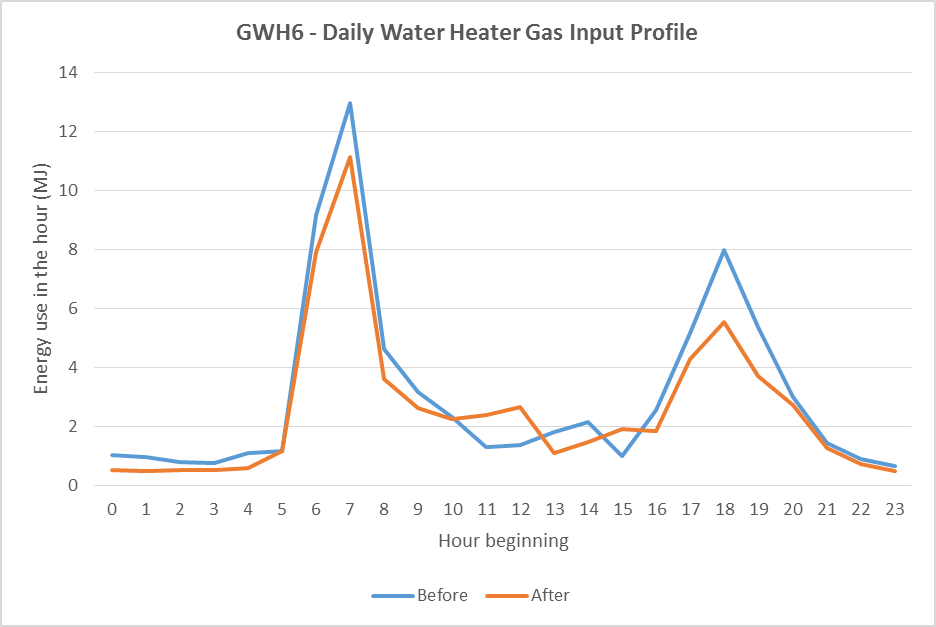 GWH6 - Daily Water Heater Gas Input Profile
14
12
10
8
6
4
2
0
Energy use in the hour (MJ)
0 1 2 3 4 5 6 7 8 9 10 11 12 13 14 15 16 17 18 19 20 21 22 23
Hour beginning
Before After